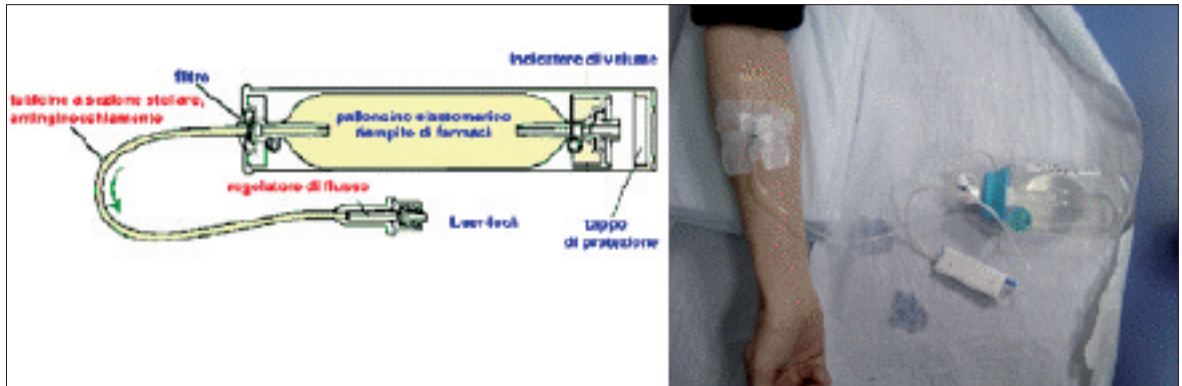 indicatore di volume
filtro
tubicino a sezione stellare,
antinginocchiamento
palloncino elastomerico
riempito di farmaci
regolatore di flusso
Luer-lock
tappo
di protezione